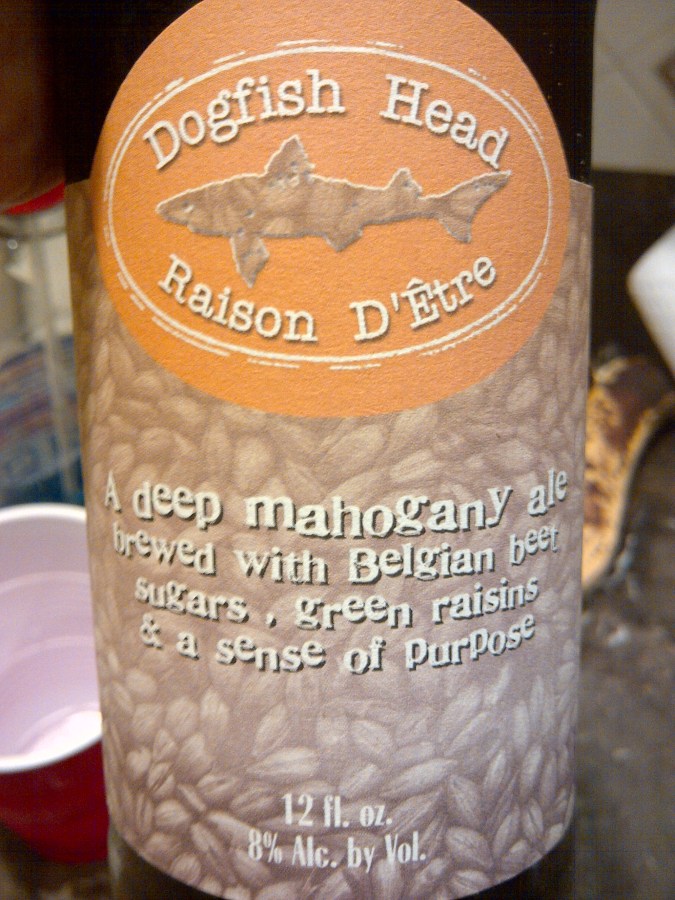 Dogfish Head
Raison D'Être
A deep mahogany ale
brewed with Belgian beet
sugars , green raisins
& a sense of purpose
12 fl. oz.
8% Alc. by Vol.